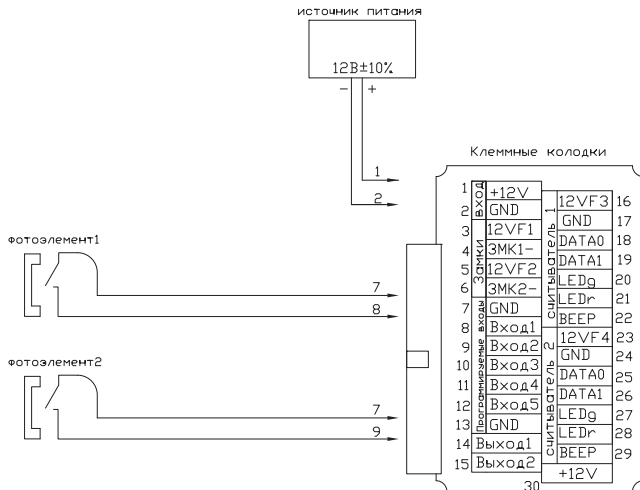 источник питания
12В±10%
- +
1
2
Клеммные колодки
фотоэлемент1
7
8
фотоэлемент2
7
9
вход
1 +12V
2 GND
Замки
3 12VF1
4 ЗМК1-
5 12VF2
6 ЗМК2-
Программируемые входы
7 GND
8 Вход1
9 Вход2
10 Вход3
11 Вход4
12 Вход5
13 GND
14 Выход1
15 Выход2
считыватель 1
12VF3 16
GND 17
DATA0 18
DATA1 19
LEDg 20
LEDr 21
BEEP 22
считыватель 2
12VF4 23
GND 24
DATA0 25
DATA1 26
LEDg 27
LEDr 28
BEEP 29
30 +12V